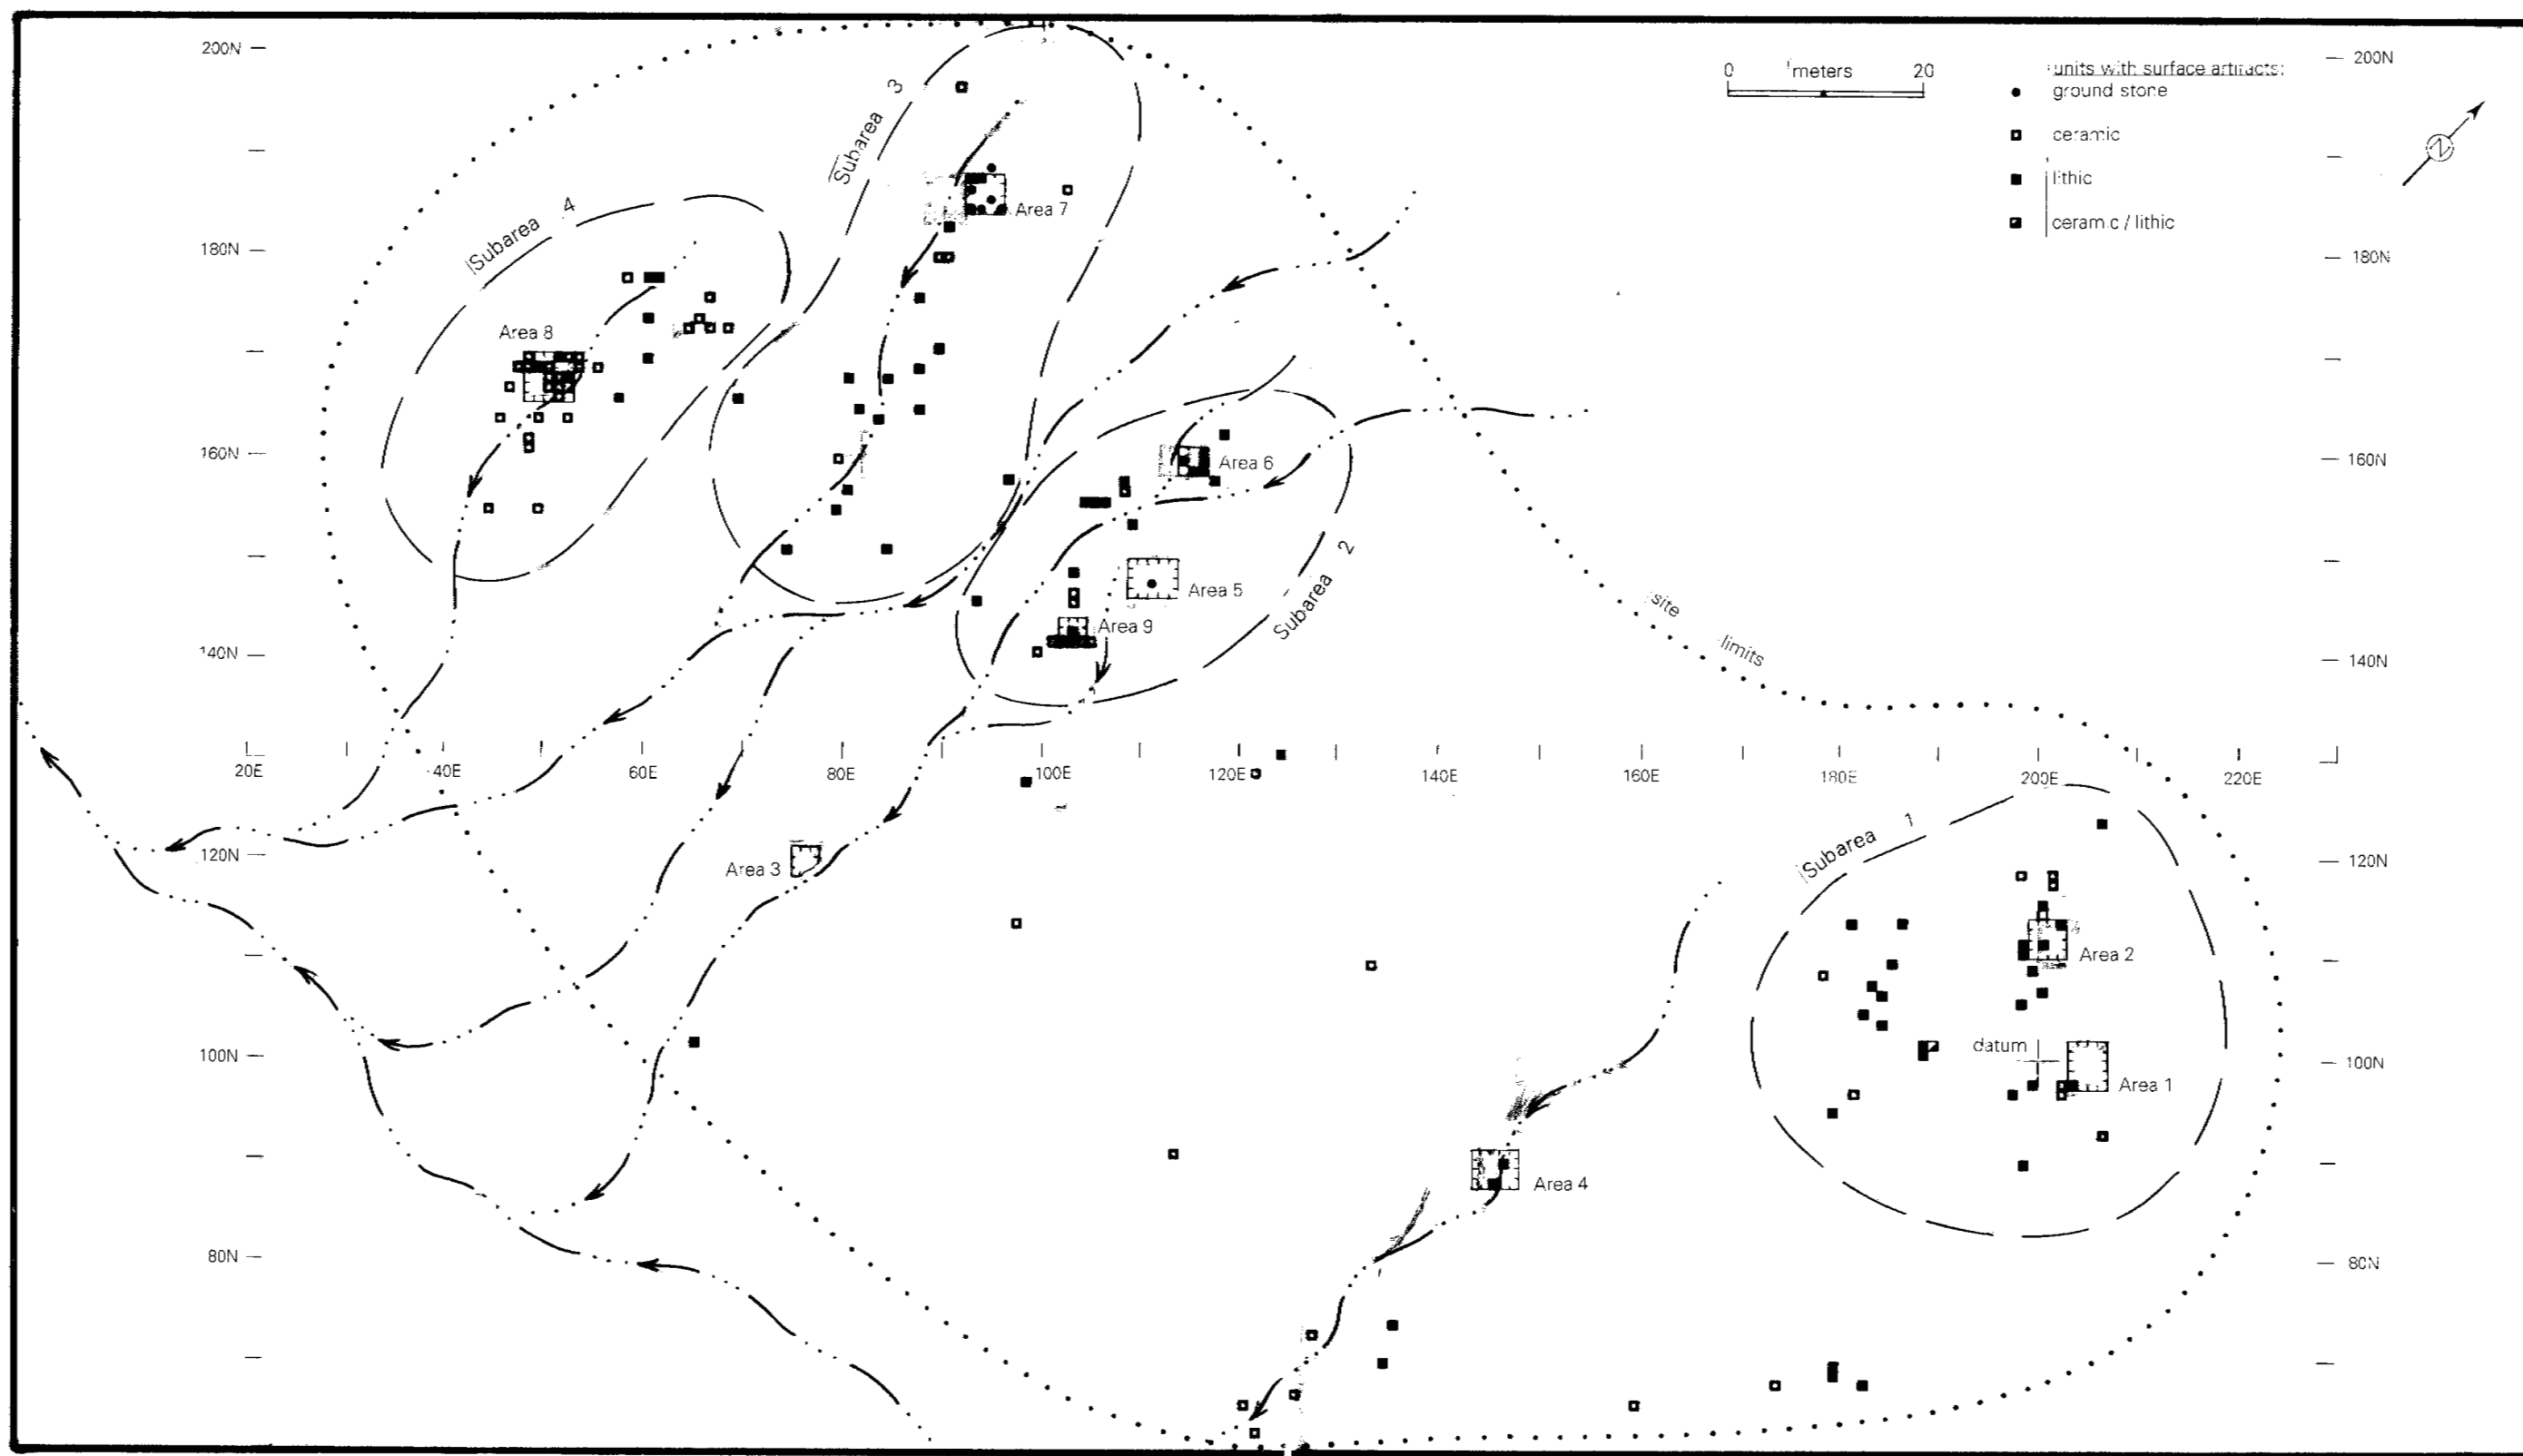 200N
200N
0 meters 20
units with surface artifacts:
ground stone
ceramic
lithic
ceramic / lithic
N
Subarea 3
Subarea 4
Area 7
180N
180N
Area 8
160N
Area 6
160N
Area 5
Subarea 2
Area 9
site limits
140N
140N
20E 40E 60E 80E 100E 120E 140E 160E 180E 200E 220E
Subarea 1
120N
Area 3
120N
Area 2
100N
datum
100N
Area 1
Area 4
80N
80N